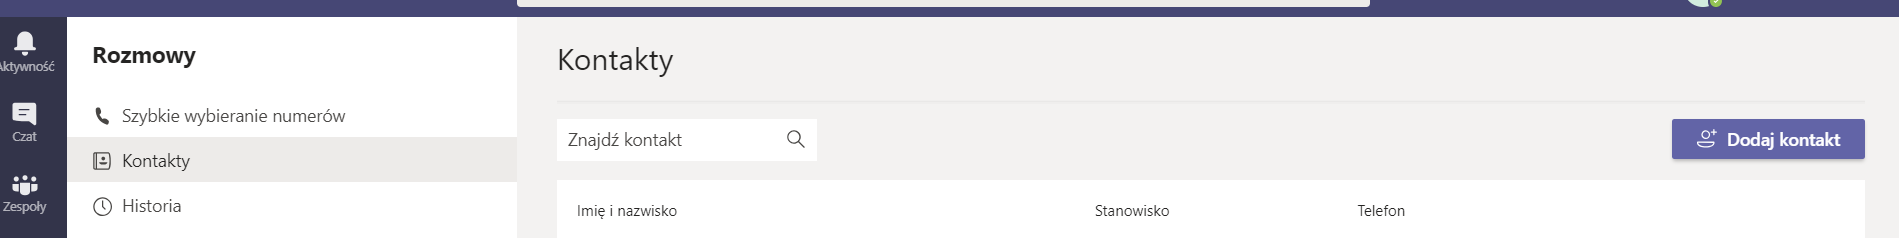 Aktywność
Czat
Zespoły
Rozmowy
Szybkie wybieranie numerów
Kontakty
Historia
Kontakty
Znajdź kontakt
Dodaj kontakt
Imię i nazwisko Stanowisko Telefon